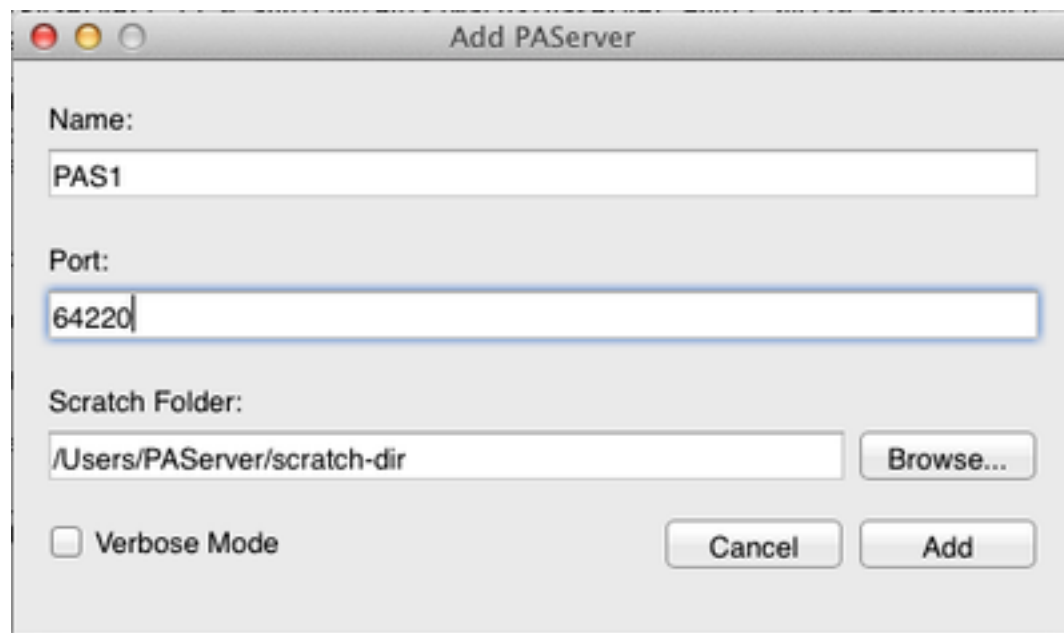 Add PAServer
Name:
PAS1
Port:
64220
Scratch Folder:
/Users/PAServer/scratch-dir
Browse...
Verbose Mode
Cancel
Add